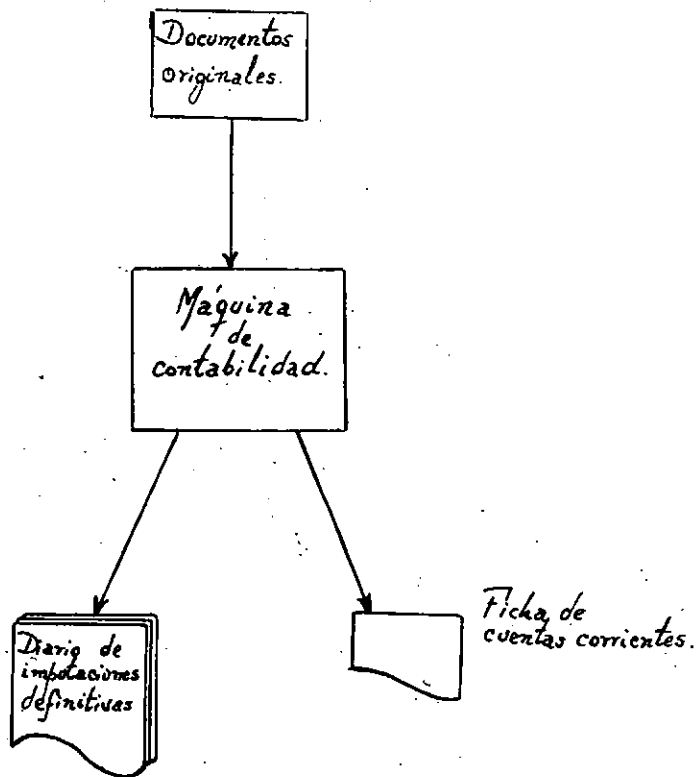 Documentos
originales.
Máquina
de
contabilidad.
Diario de
imputaciones
definitivas
Ficha de
cuentas corrientes.